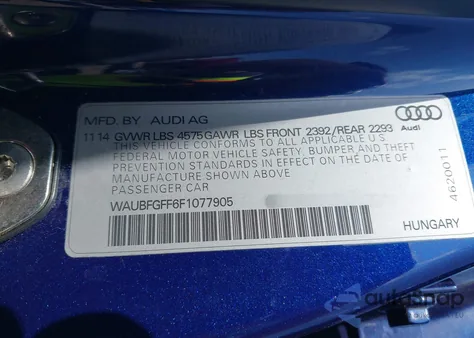 MFD. BY AUDI AG
Audi
11 14 GVWR LBS 4575 GAWR LBS FRONT 2392/REAR 2293
THIS VEHICLE CONFORMS TO ALL APPLICABLE U S
FEDERAL MOTOR VEHICLE SAFETY, BUMPER AND THEFT
PREVENTION STANDARDS IN EFFECT ON THE DATE OF
MANUFACTURE SHOWN ABOVE
PASSENGER CAR
WAUBFGFF6F1077905
4620011
HUNGARY
autosnap